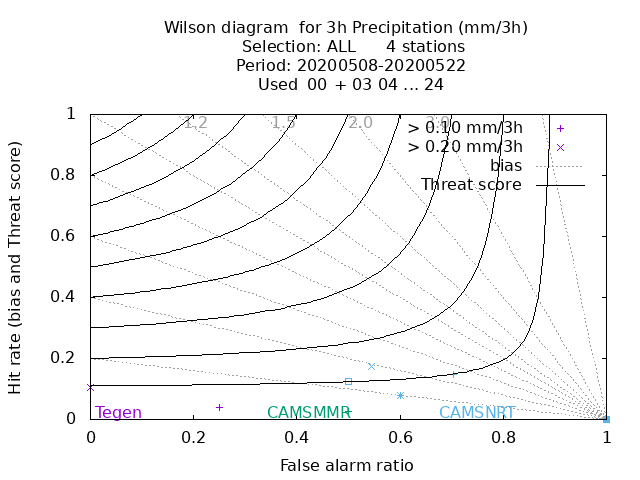 Wilson diagram  for 3h Precipitation (mm/3h)
Selection: ALL      4 stations
Period: 20200508-20200522
Used  00  + 03 04 ... 24
1.2 1.5 2.0 3.0
> 0.10 mm/3h
> 0.20 mm/3h
bias
Threat score
Hit rate (bias and Threat score)
1
0.8
0.6
0.4
0.2
0
Tegen CAMSMMR CAMSNRT
0 0.2 0.4 0.6 0.8 1
False alarm ratio